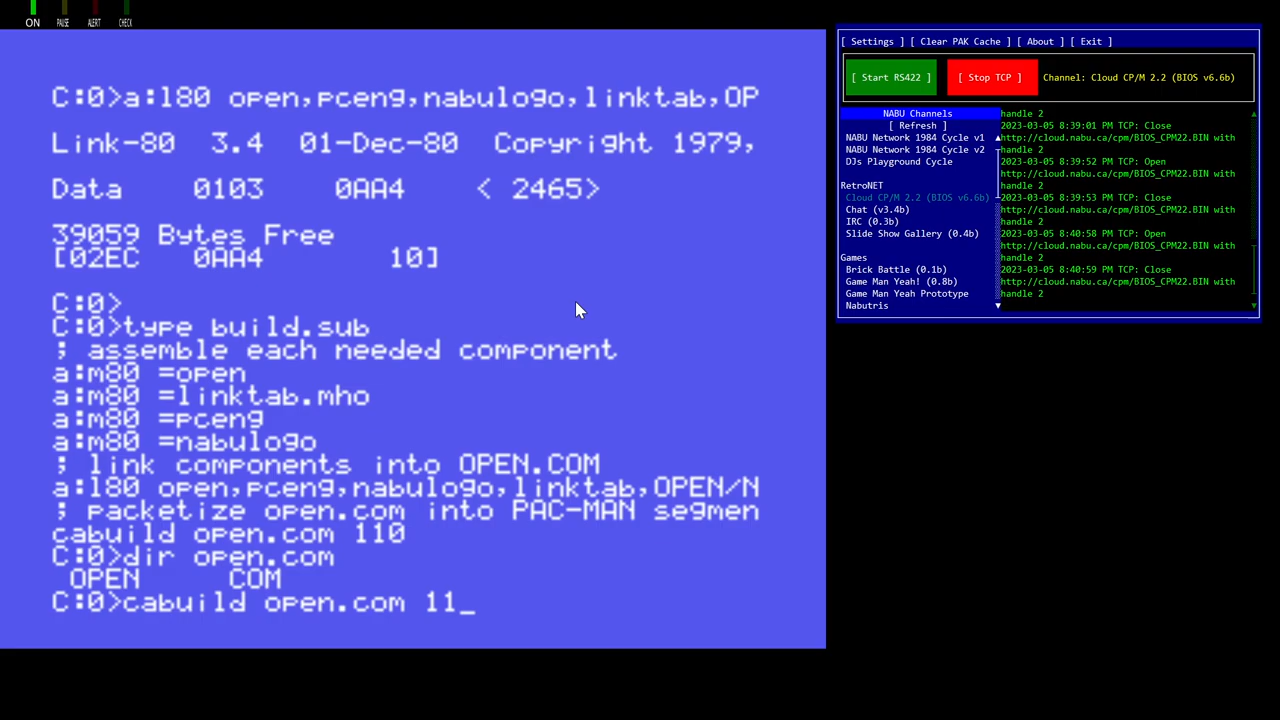 ON
PAUSE
ALERT
CHECK
C:0>a:l80 open,pceng,nabulogo,linktab,OP
Link-80 3.4 01-Dec-80 Copyright 1979,
Data 0103 0AA4 < 2465>
39059 Bytes Free
[02EC 0AA4 10]
C:0>
C:0>type build.sub
; assemble each needed component
a:m80 =open
a:m80 =linktab.mho
a:m80 =pceng
a:m80 =nabulogo
; link components into OPEN.COM
a:l80 open,pceng,nabulogo,linktab,OPEN/N
; packetize open.com into PAC-MAN segmen
cabuild open.com 110
C:0>dir open.com
OPEN COM
C:0>cabuild open.com 11_
[ Settings ] [ Clear PAK Cache ] [ About ] [ Exit ]
[ Start RS422 ]
[ Stop TCP ]
Channel: Cloud CP/M 2.2 (BIOS v6.6b)
NABU Channels
[ Refresh ]
NABU Network 1984 Cycle v1
NABU Network 1984 Cycle v2
DJs Playground Cycle
RetroNET
Cloud CP/M 2.2 (BIOS v6.6b)
Chat (v3.4b)
IRC (0.3b)
Slide Show Gallery (0.4b)
Games
Brick Battle (0.1b)
Game Man Yeah! (0.8b)
Game Man Yeah Prototype
Nabutris
handle 2
2023-03-05 8:39:01 PM TCP: Close
http://cloud.nabu.ca/cpm/BIOS_CPM22.BIN with
handle 2
2023-03-05 8:39:52 PM TCP: Open
http://cloud.nabu.ca/cpm/BIOS_CPM22.BIN with
handle 2
2023-03-05 8:39:53 PM TCP: Close
http://cloud.nabu.ca/cpm/BIOS_CPM22.BIN with
handle 2
2023-03-05 8:40:58 PM TCP: Open
http://cloud.nabu.ca/cpm/BIOS_CPM22.BIN with
handle 2
2023-03-05 8:40:59 PM TCP: Close
http://cloud.nabu.ca/cpm/BIOS_CPM22.BIN with
handle 2